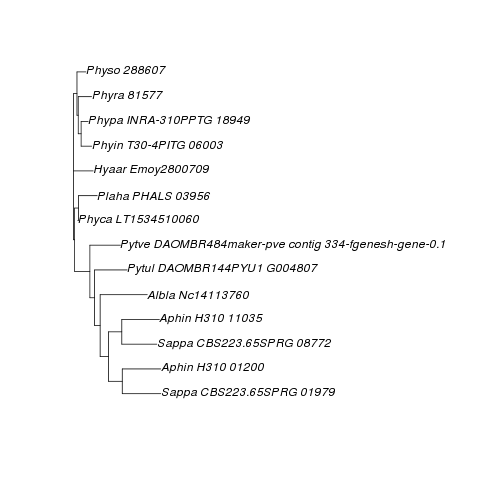 Physo 288607
Phyra 81577
Phypa INRA-310PPTG 18949
Phyin T30-4PITG 06003
Hyaar Emoy2800709
Plaha PHALS 03956
Phyca LT1534510060
Pytve DAOMBR484maker-pve contig 334-fgenesh-gene-0.1
Pytul DAOMBR144PYU1 G004807
Albla Nc14113760
Aphin H310 11035
Sappa CBS223.65SPRG 08772
Aphin H310 01200
Sappa CBS223.65SPRG 01979